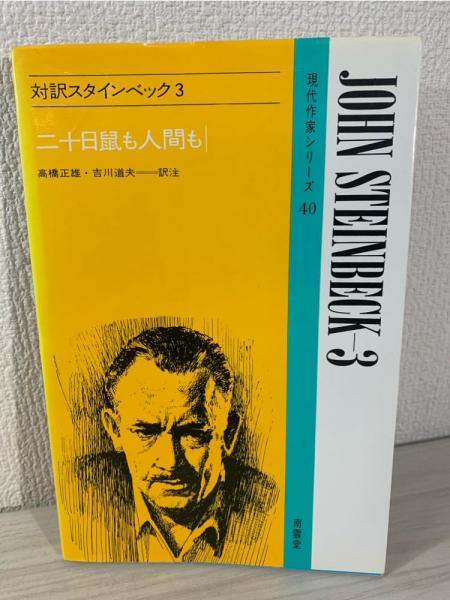 対訳スタインベック3
二十日鼠も人間も
高橋正雄・吉川道夫——訳注
現代作家シリーズ 40
JOHN STEINBECK-3
南雲堂